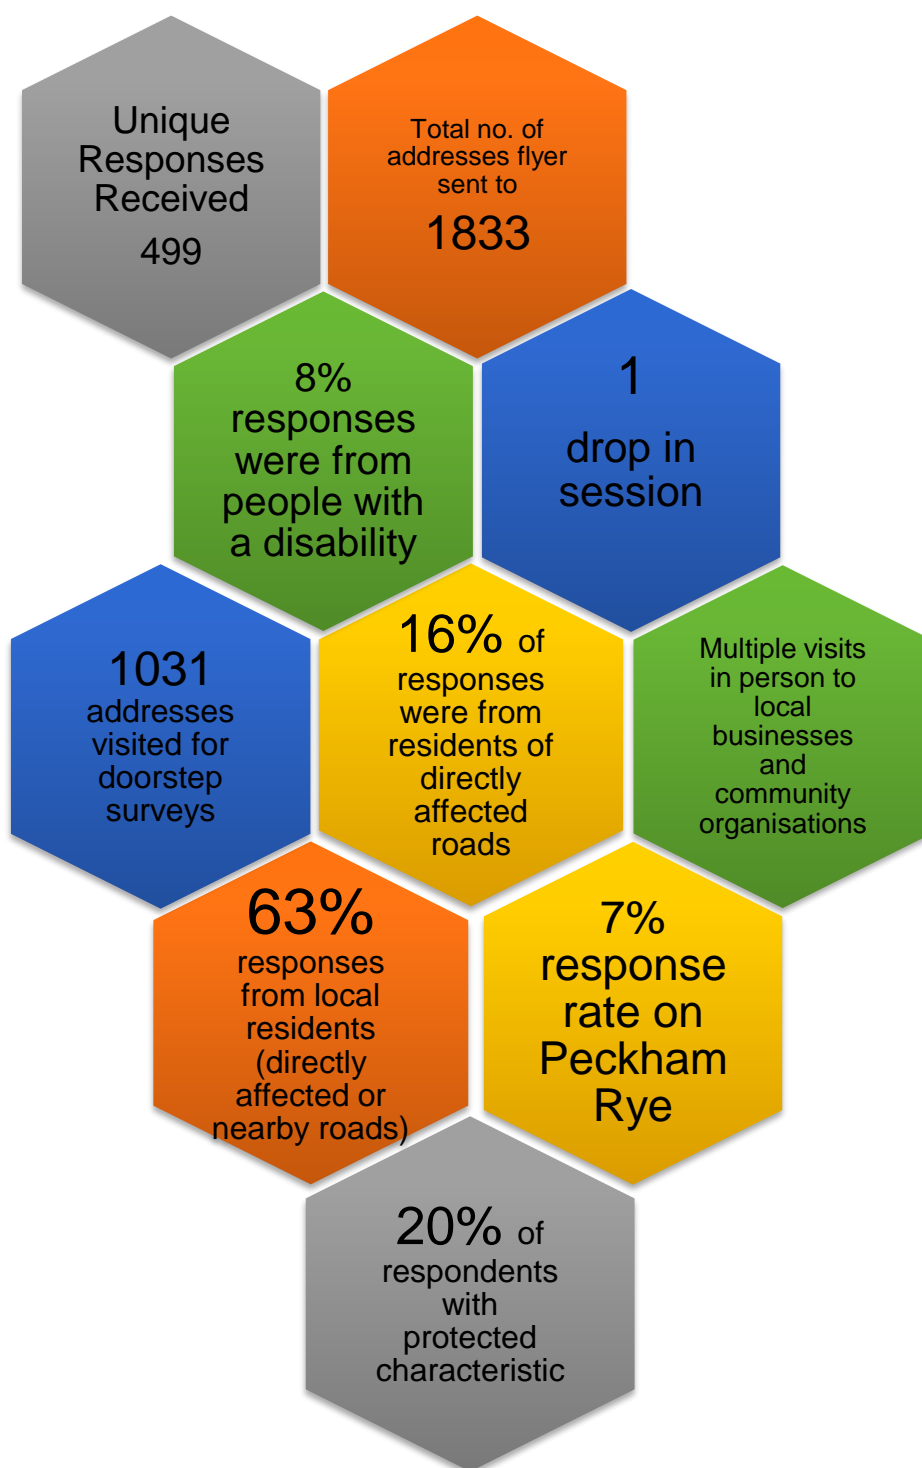 Unique
Responses
Received
499
Total no. of
addresses flyer
sent to
1833
8%
responses
were from
people with
a disability
1
drop in
session
1031
addresses
visited for
doorstep
surveys
16% of
responses
were from
residents of
directly
affected
roads
Multiple visits
in person to
local
businesses
and
community
organisations
63%
responses
from local
residents
(directly
affected or
nearby roads)
7%
response
rate on
Peckham
Rye
20% of
respondents
with
protected
characteristic